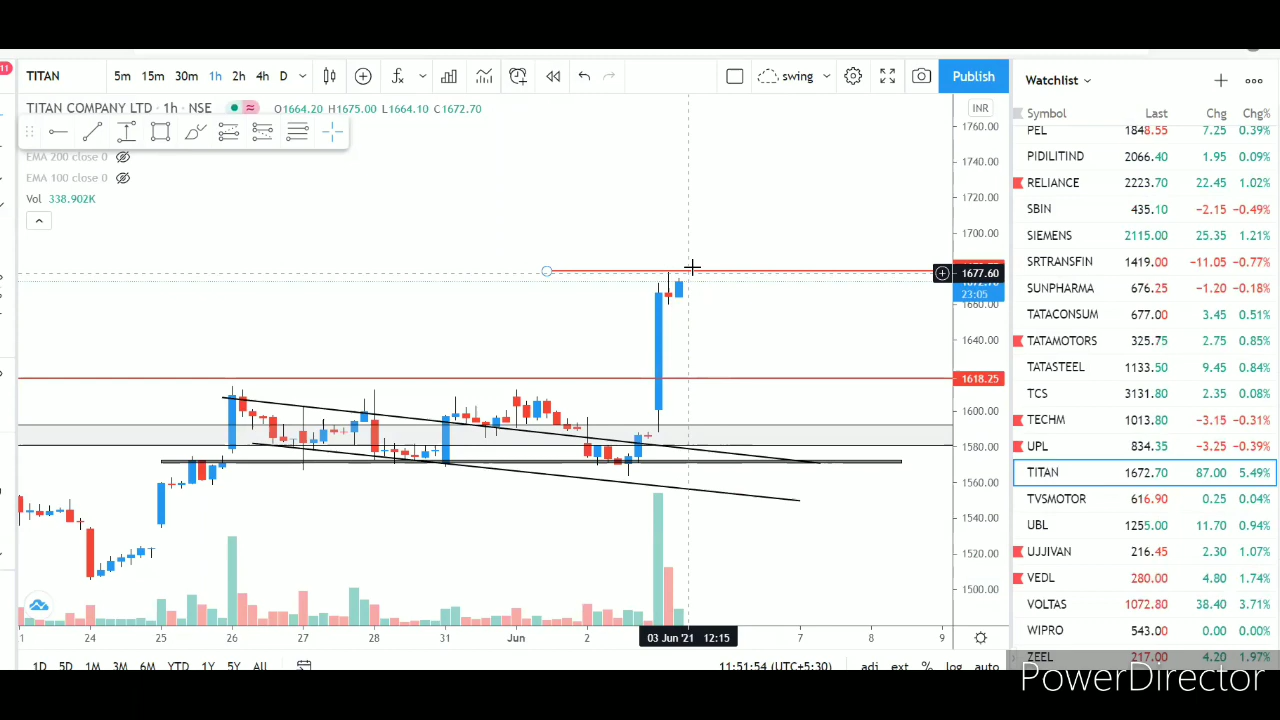 11
TITAN 5m 15m 30m 1h 2h 4h D swing Publish
TITAN COMPANY LTD · 1h · NSE O1664.20 H1675.00 L1664.10 C1672.70
EMA 200 close 0
EMA 100 close 0
Vol 338.902K
INR
1760.00
1740.00
1720.00
1700.00
1677.60
23:05
1660.00
1640.00
1618.25
1600.00
1580.00
1560.00
1540.00
1520.00
1500.00
24 25 26 27 28 31 Jun 2 03 Jun '21 12:15 7 8 9
1D 5D 1M 3M 6M YTD 1Y 5Y All 11:51:54 (UTC+5:30) adj ext % log auto
Watchlist
Symbol Last Chg Chg%
PEL 1848.55 7.25 0.39%
PIDILITIND 2066.40 1.95 0.09%
RELIANCE 2223.70 22.45 1.02%
SBIN 435.10 −2.15 −0.49%
SIEMENS 2115.00 25.35 1.21%
SRTRANSFIN 1419.00 −11.05 −0.77%
SUNPHARMA 676.25 −1.20 −0.18%
TATACONSUM 677.00 3.45 0.51%
TATAMOTORS 325.75 2.75 0.85%
TATASTEEL 1133.50 9.45 0.84%
TCS 3131.80 2.35 0.08%
TECHM 1013.80 −3.15 −0.31%
UPL 834.35 −3.25 −0.39%
TITAN 1672.70 87.00 5.49%
TVSMOTOR 616.90 0.25 0.04%
UBL 1255.00 11.70 0.94%
UJJIVAN 216.45 2.30 1.07%
VEDL 280.00 4.80 1.74%
VOLTAS 1072.80 38.40 3.71%
WIPRO 543.00 0.00 0.00%
ZEEL 217.00 4.20 1.97%
PowerDirector